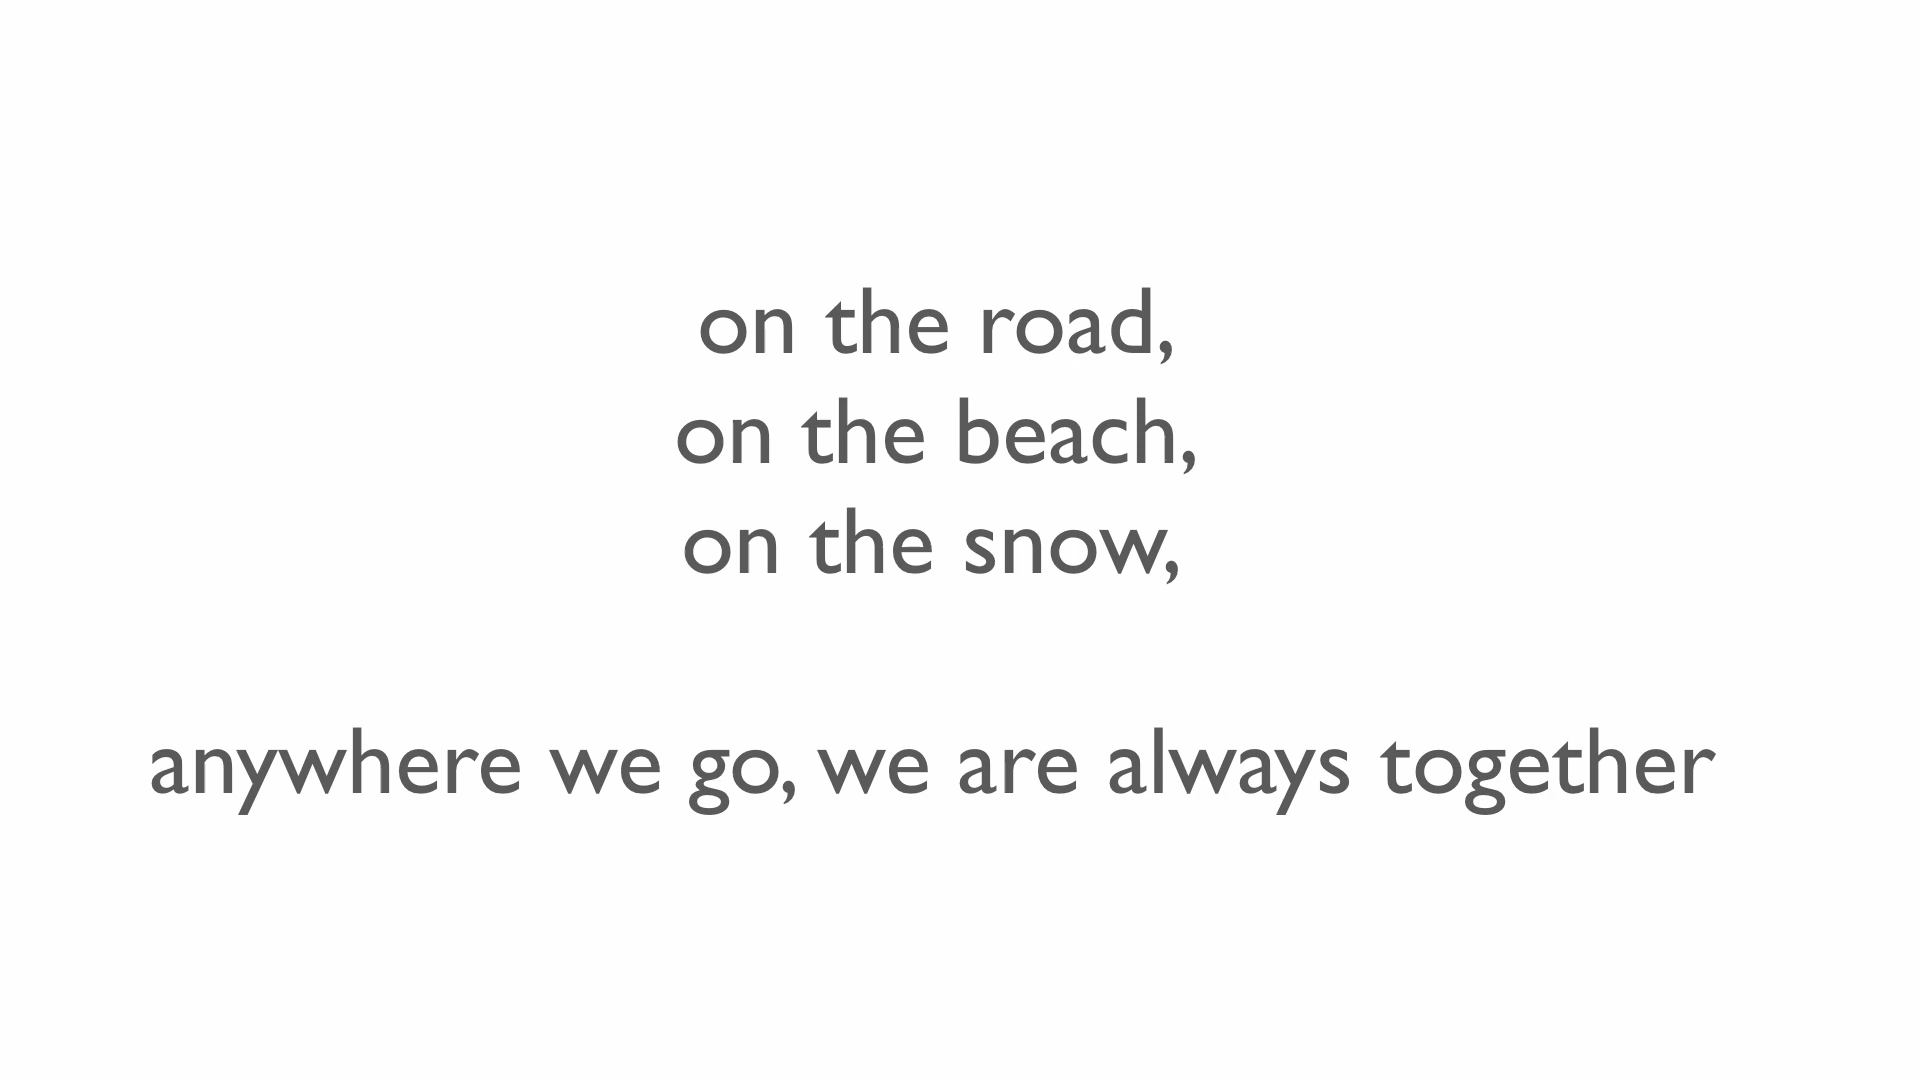 on the road,
on the beach,
on the snow,
anywhere we go, we are always together